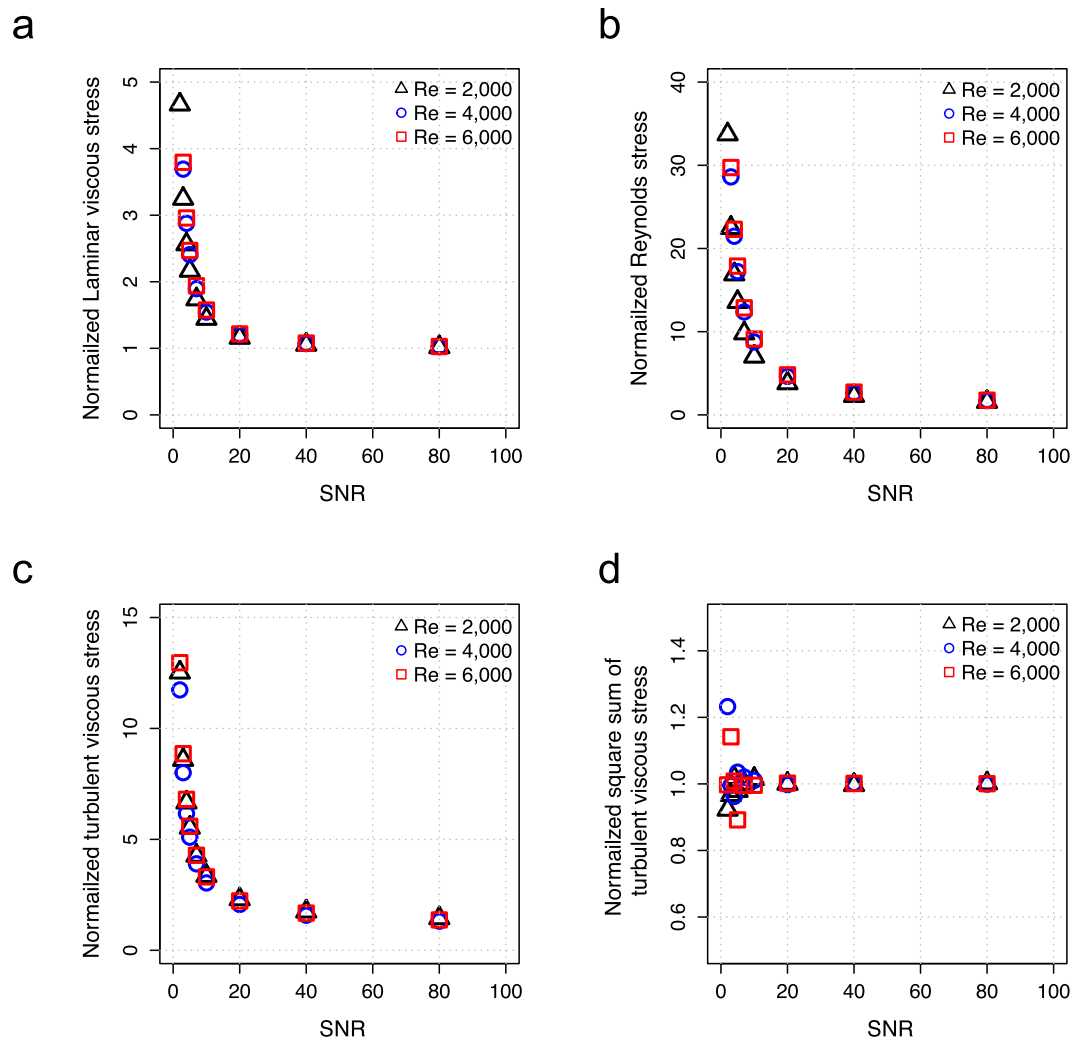 a
Normailzed Laminar viscous stress
0
1
2
3
4
5
Re = 2,000
Re = 4,000
Re = 6,000
0 20 40 60 80 100
SNR
b
Normailzed Reynolds stress
0
10
20
30
40
Re = 2,000
Re = 4,000
Re = 6,000
0 20 40 60 80 100
SNR
c
Normailzed turbulent viscous stress
0
5
10
15
Re = 2,000
Re = 4,000
Re = 6,000
0 20 40 60 80 100
SNR
d
Normailzed square sum of
turbulent viscous stress
0.6
0.8
1.0
1.2
1.4
Re = 2,000
Re = 4,000
Re = 6,000
0 20 40 60 80 100
SNR